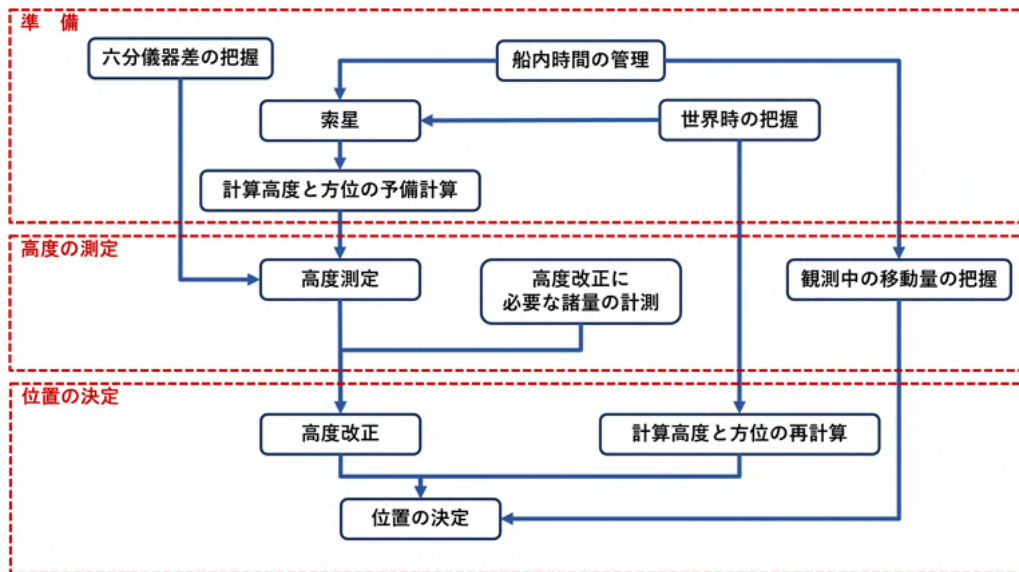 準　備
六分儀器差の把握
船内時間の管理
索星
世界時の把握
計算高度と方位の予備計算
高度の測定
高度測定
高度改正に
必要な諸量の計測
観測中の移動量の把握
位置の決定
高度改正
計算高度と方位の再計算
位置の決定